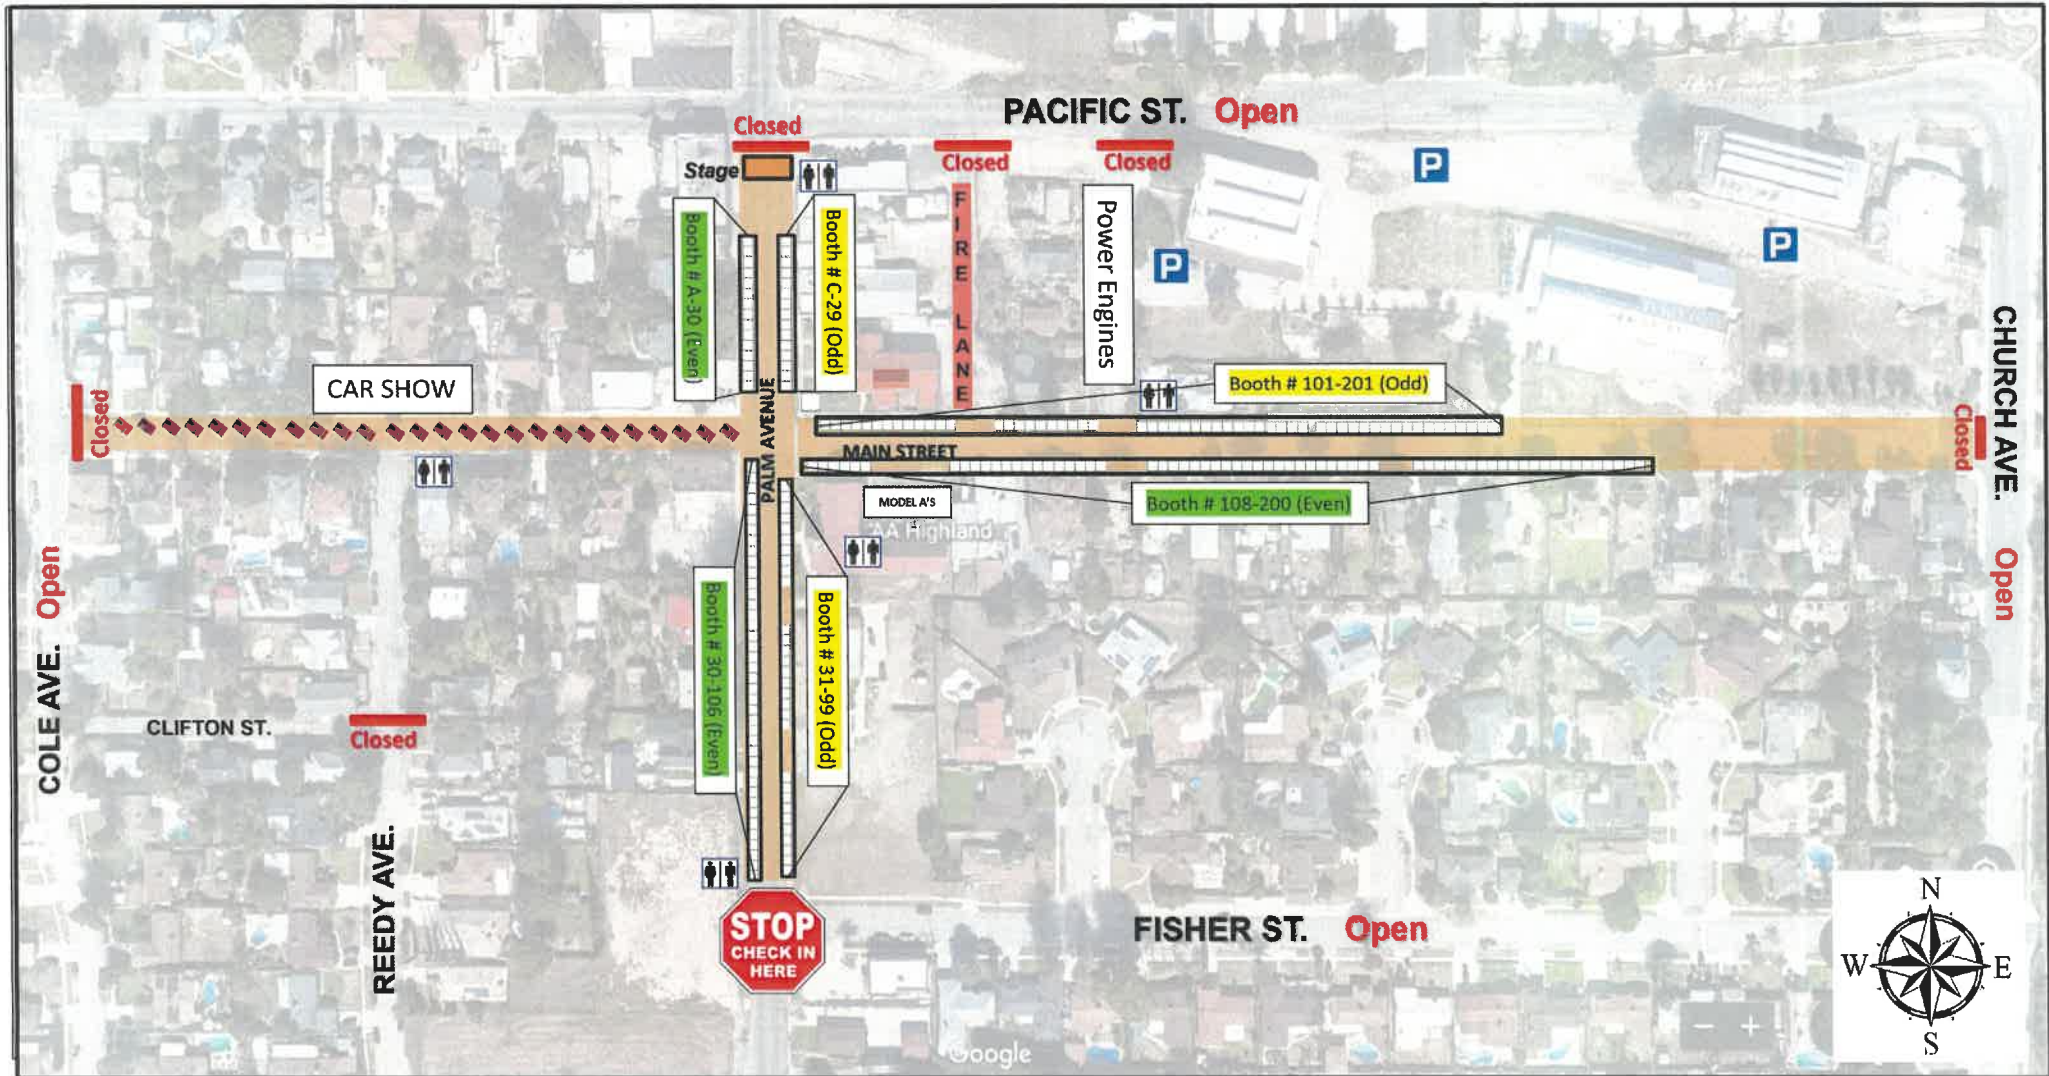 PACIFIC ST. Open
Closed
Closed
Closed
Stage
P
P
P
Booth # A-30 (Even)
Booth # C-29 (Odd)
FIRE LANE
Power Engines
CAR SHOW
Booth # 101-201 (Odd)
Closed
PALM AVENUE
MAIN STREET
Closed
CHURCH AVE. Open
MODEL A'S
Booth # 108-200 (Even)
AA Highland
COLE AVE. Open
Booth # 30-106 (Even)
Booth # 31-99 (Odd)
CLIFTON ST.
Closed
REEDY AVE.
STOP
CHECK IN
HERE
FISHER ST. Open
N
W
E
S
Google